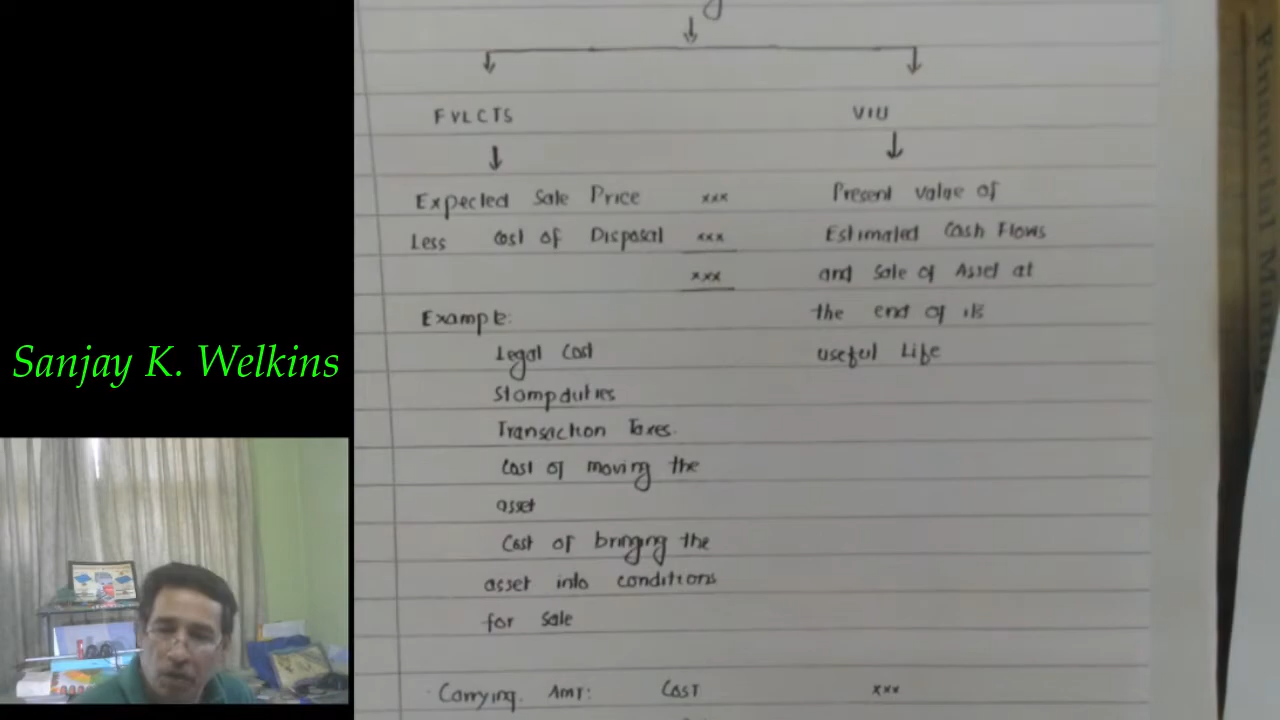 FVLCTS VIU
Expected Sale Price xxx
Less Cost of Disposal xxx
xxx
Example:
Legal Cost
Stampduties
Transaction Taxes.
Cost of moving the
asset
Cost of bringing the
asset into conditions
for sale
Present value of
Estimated Cash Flows
and Sale of Asset at
the end of its
useful Life
Carrying. Amt: Cost xxx
Sanjay K. Welkins